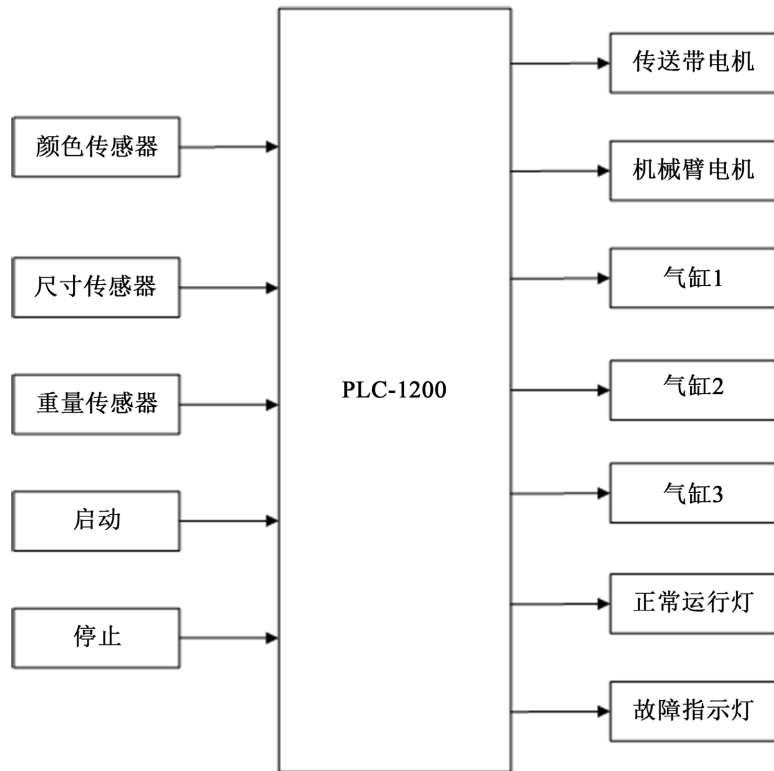 颜色传感器
尺寸传感器
重量传感器
启动
停止
PLC-1200
传送带电机
机械臂电机
气缸1
气缸2
气缸3
正常运行灯
故障指示灯